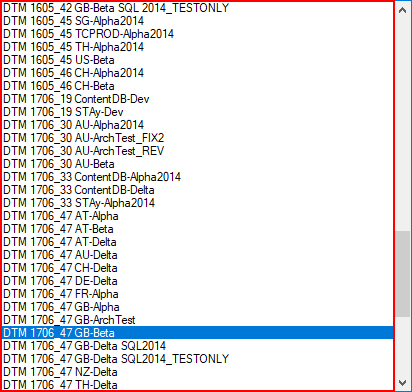 DTM 1605_42 GB-Beta SQL 2014_TESTONLY
DTM 1605_45 SG-Alpha2014
DTM 1605_45 TCPROD-Alpha2014
DTM 1605_45 TH-Alpha2014
DTM 1605_45 US-Beta
DTM 1605_46 CH-Alpha2014
DTM 1605_46 CH-Beta
DTM 1706_19 ContentDB-Dev
DTM 1706_19 STAy-Dev
DTM 1706_30 AU-Alpha2014
DTM 1706_30 AU-ArchTest_FIX2
DTM 1706_30 AU-ArchTest_REV
DTM 1706_30 AU-Beta
DTM 1706_33 ContentDB-Alpha2014
DTM 1706_33 ContentDB-Delta
DTM 1706_33 STAy-Alpha2014
DTM 1706_47 AT-Alpha
DTM 1706_47 AT-Beta
DTM 1706_47 AT-Delta
DTM 1706_47 AU-Delta
DTM 1706_47 CH-Delta
DTM 1706_47 DE-Delta
DTM 1706_47 FR-Alpha
DTM 1706_47 GB-Alpha
DTM 1706_47 GB-ArchTest
DTM 1706_47 GB-Beta
DTM 1706_47 GB-Delta SQL2014
DTM 1706_47 GB-Delta SQL2014_TESTONLY
DTM 1706_47 NZ-Delta
DTM 1706_47 TH-Delta